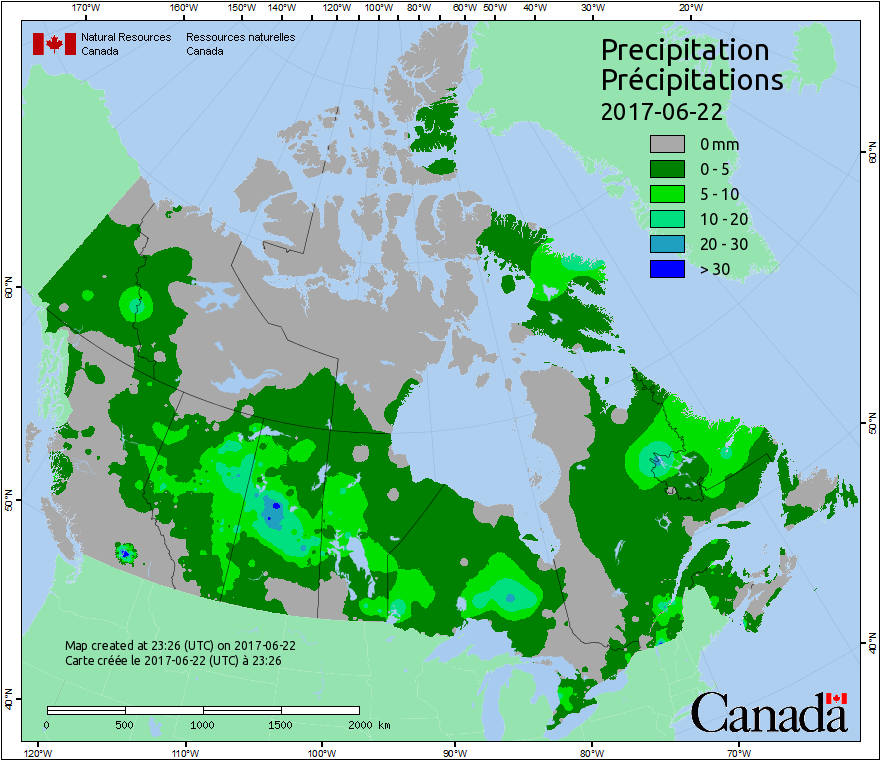 170°W 160°W 150°W 140°W 130°W 120°W 110°W 100°W 90°W 80°W 70°W 60°W 50°W 40°W 30°W 20°W
Natural Resources Canada
Ressources naturelles Canada
Precipitation
Précipitations
2017-06-22
0 mm
0 - 5
5 - 10
10 - 20
20 - 30
> 30
60°N
50°N
40°N
60°N
50°N
40°N
Map created at 23:26 (UTC) on 2017-06-22
Carte créée le 2017-06-22 (UTC) à 23:26
0 500 1000 1500 2000 km
Canada
120°W 110°W 100°W 90°W 80°W 70°W